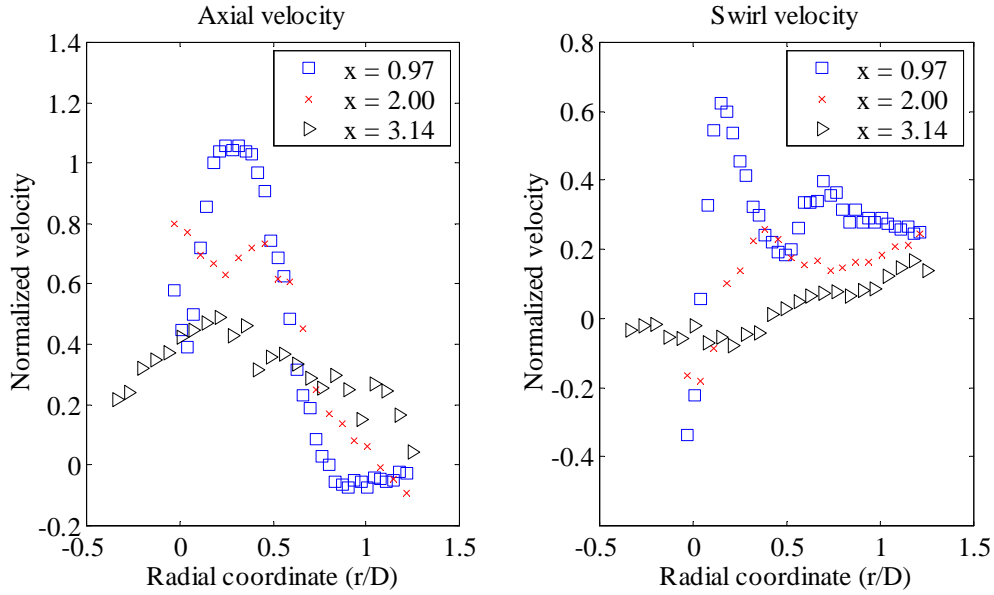 Axial velocity
1.4
1.2
1
0.8
0.6
0.4
0.2
0
-0.2
-0.5
0
0.5
1
1.5
Normalized velocity
Radial coordinate (r/D)
x = 0.97
x = 2.00
x = 3.14
Swirl velocity
0.8
0.6
0.4
0.2
0
-0.2
-0.4
-0.5
0
0.5
1
1.5
Normalized velocity
Radial coordinate (r/D)
x = 0.97
x = 2.00
x = 3.14